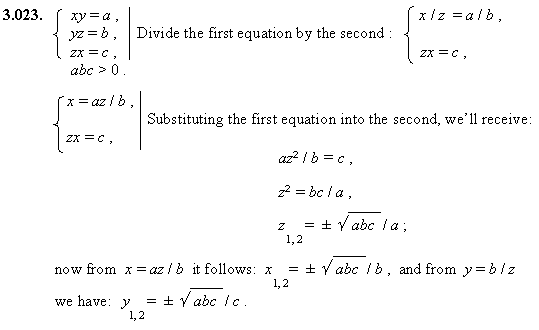 3.023. { xy = a , | Divide the first equation by the second : { x / z = a / b ,
yz = b ,
zx = c , zx = c ,
abc > 0 .
{ x = az / b , | Substituting the first equation into the second, we’ll receive:
zx = c ,
az² / b = c ,
z² = bc / a ,
z₁,₂ = ± √abc / a ;
now from x = az / b it follows: x₁,₂ = ± √abc / b , and from y = b / z
we have: y₁,₂ = ± √abc / c .